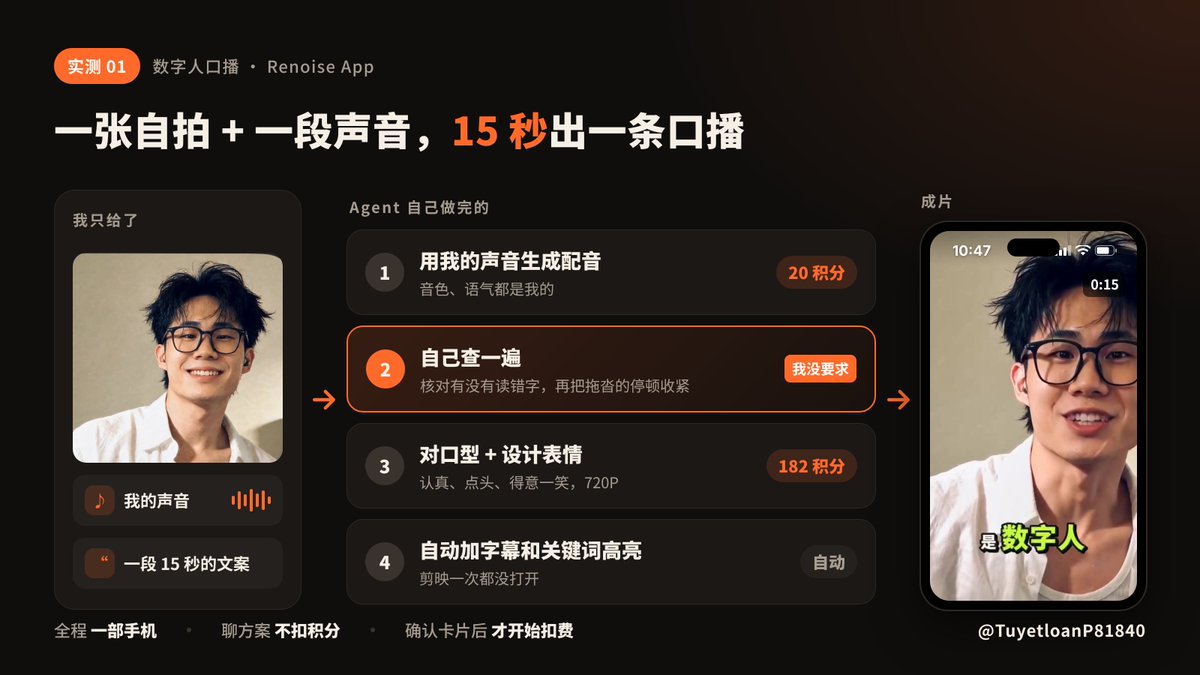 实测 01
数字人口播 · Renoise App
一张自拍 + 一段声音，15 秒出一条口播
我只给了
我的声音
“
一段 15 秒的文案
Agent 自己做完的
1
用我的声音生成配音
音色、语气都是我的
20 积分
2
自己查一遍
核对有没有读错字，再把拖沓的停顿收紧
我没要求
3
对口型 + 设计表情
认真、点头、得意一笑，720P
182 积分
4
自动加字幕和关键词高亮
剪映一次都没打开
自动
成片
10:47
0:15
是 数字人
全程 一部手机 · 聊方案 不扣积分 · 确认卡片后 才开始扣费
@TuyetloanP81840